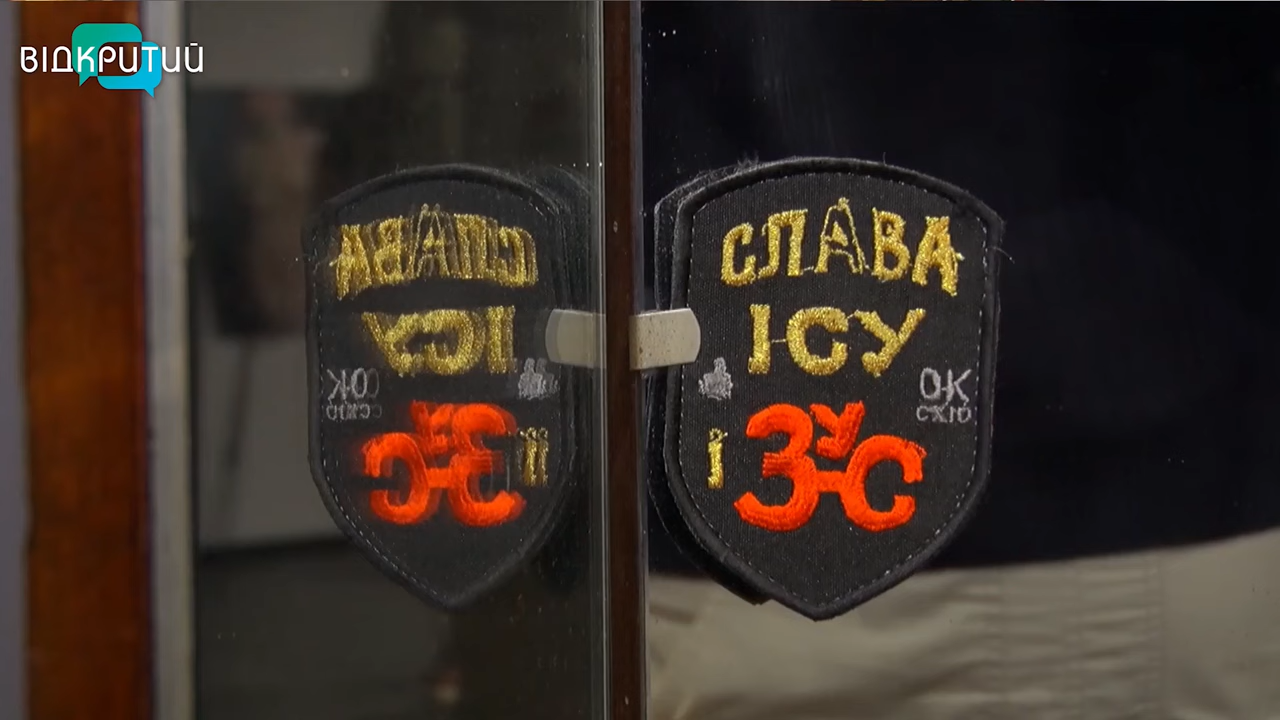 ВІДКРИТИЙ
СЛАВА
ІСУ
ОК
СХІД
і ЗУС